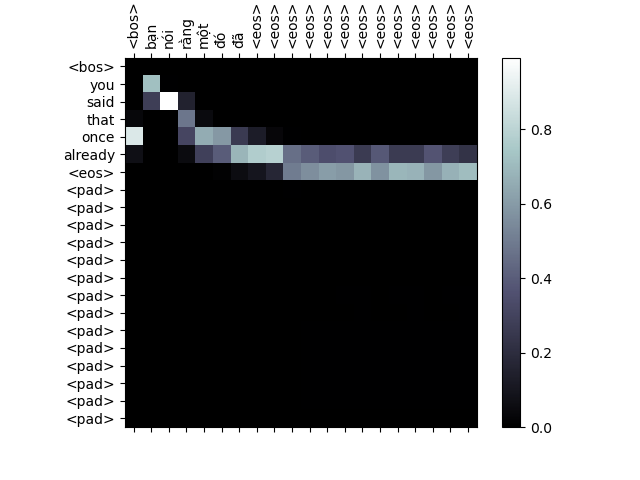 <bos> bạn nói rằng một đó đã <eos> <eos> <eos> <eos> <eos> <eos> <eos> <eos> <eos> <eos> <eos> <eos> <eos>
<bos>
you
said
that
once
already
<eos>
<pad>
<pad>
<pad>
<pad>
<pad>
<pad>
<pad>
<pad>
<pad>
<pad>
<pad>
<pad>
<pad>
<pad>
0.8
0.6
0.4
0.2
0.0